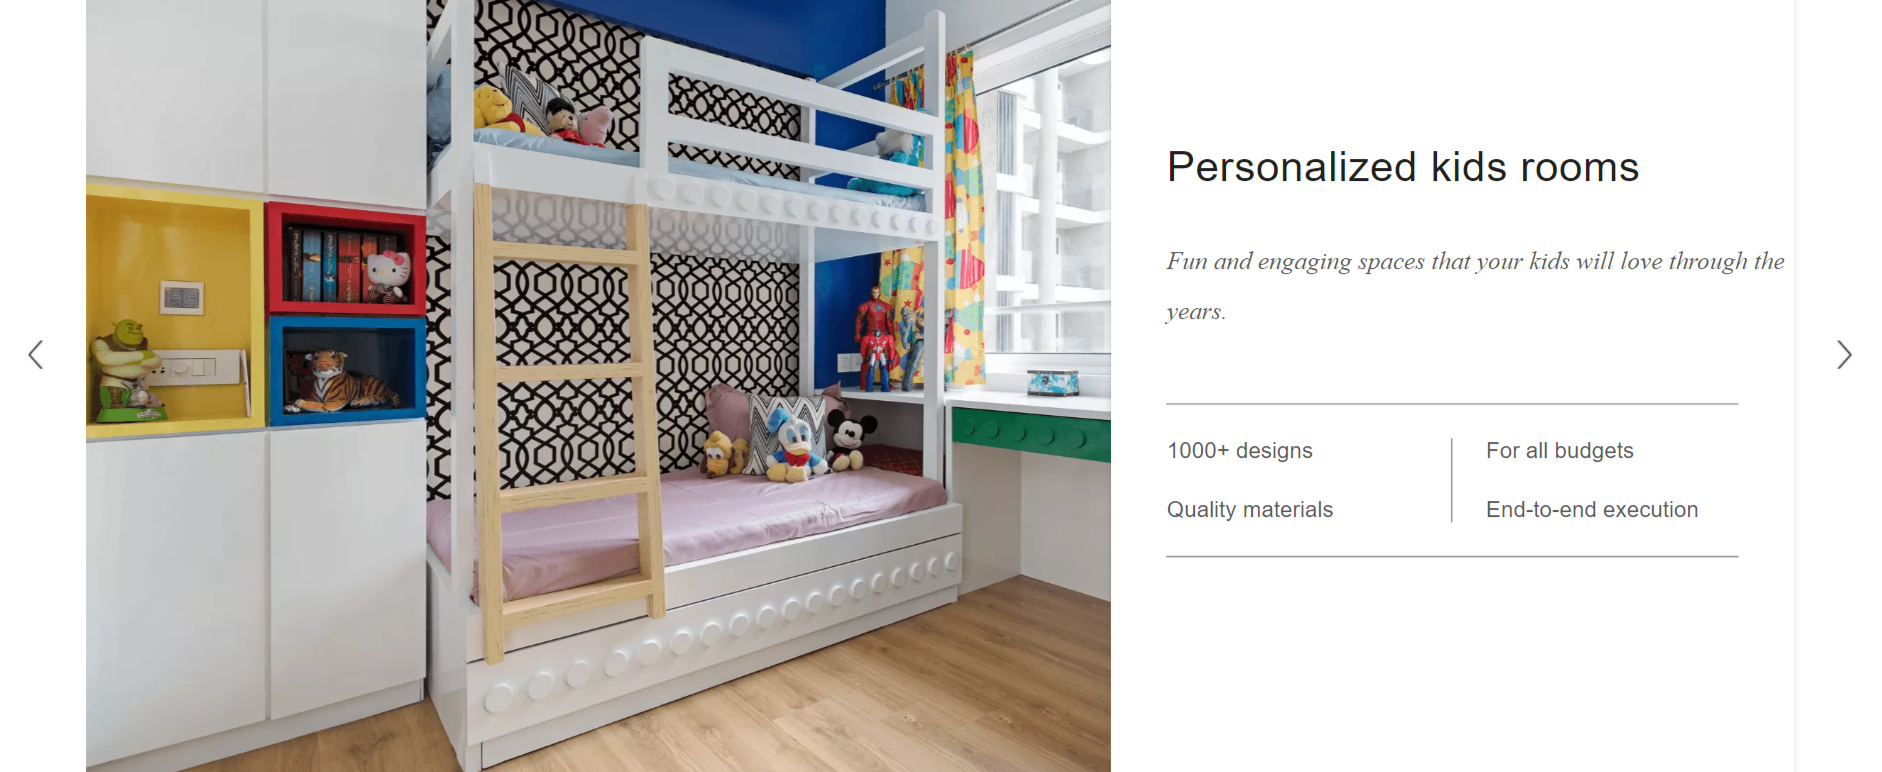 Personalized kids rooms
Fun and engaging spaces that your kids will love through the
years.
1000+ designs
For all budgets
Quality materials
End-to-end execution